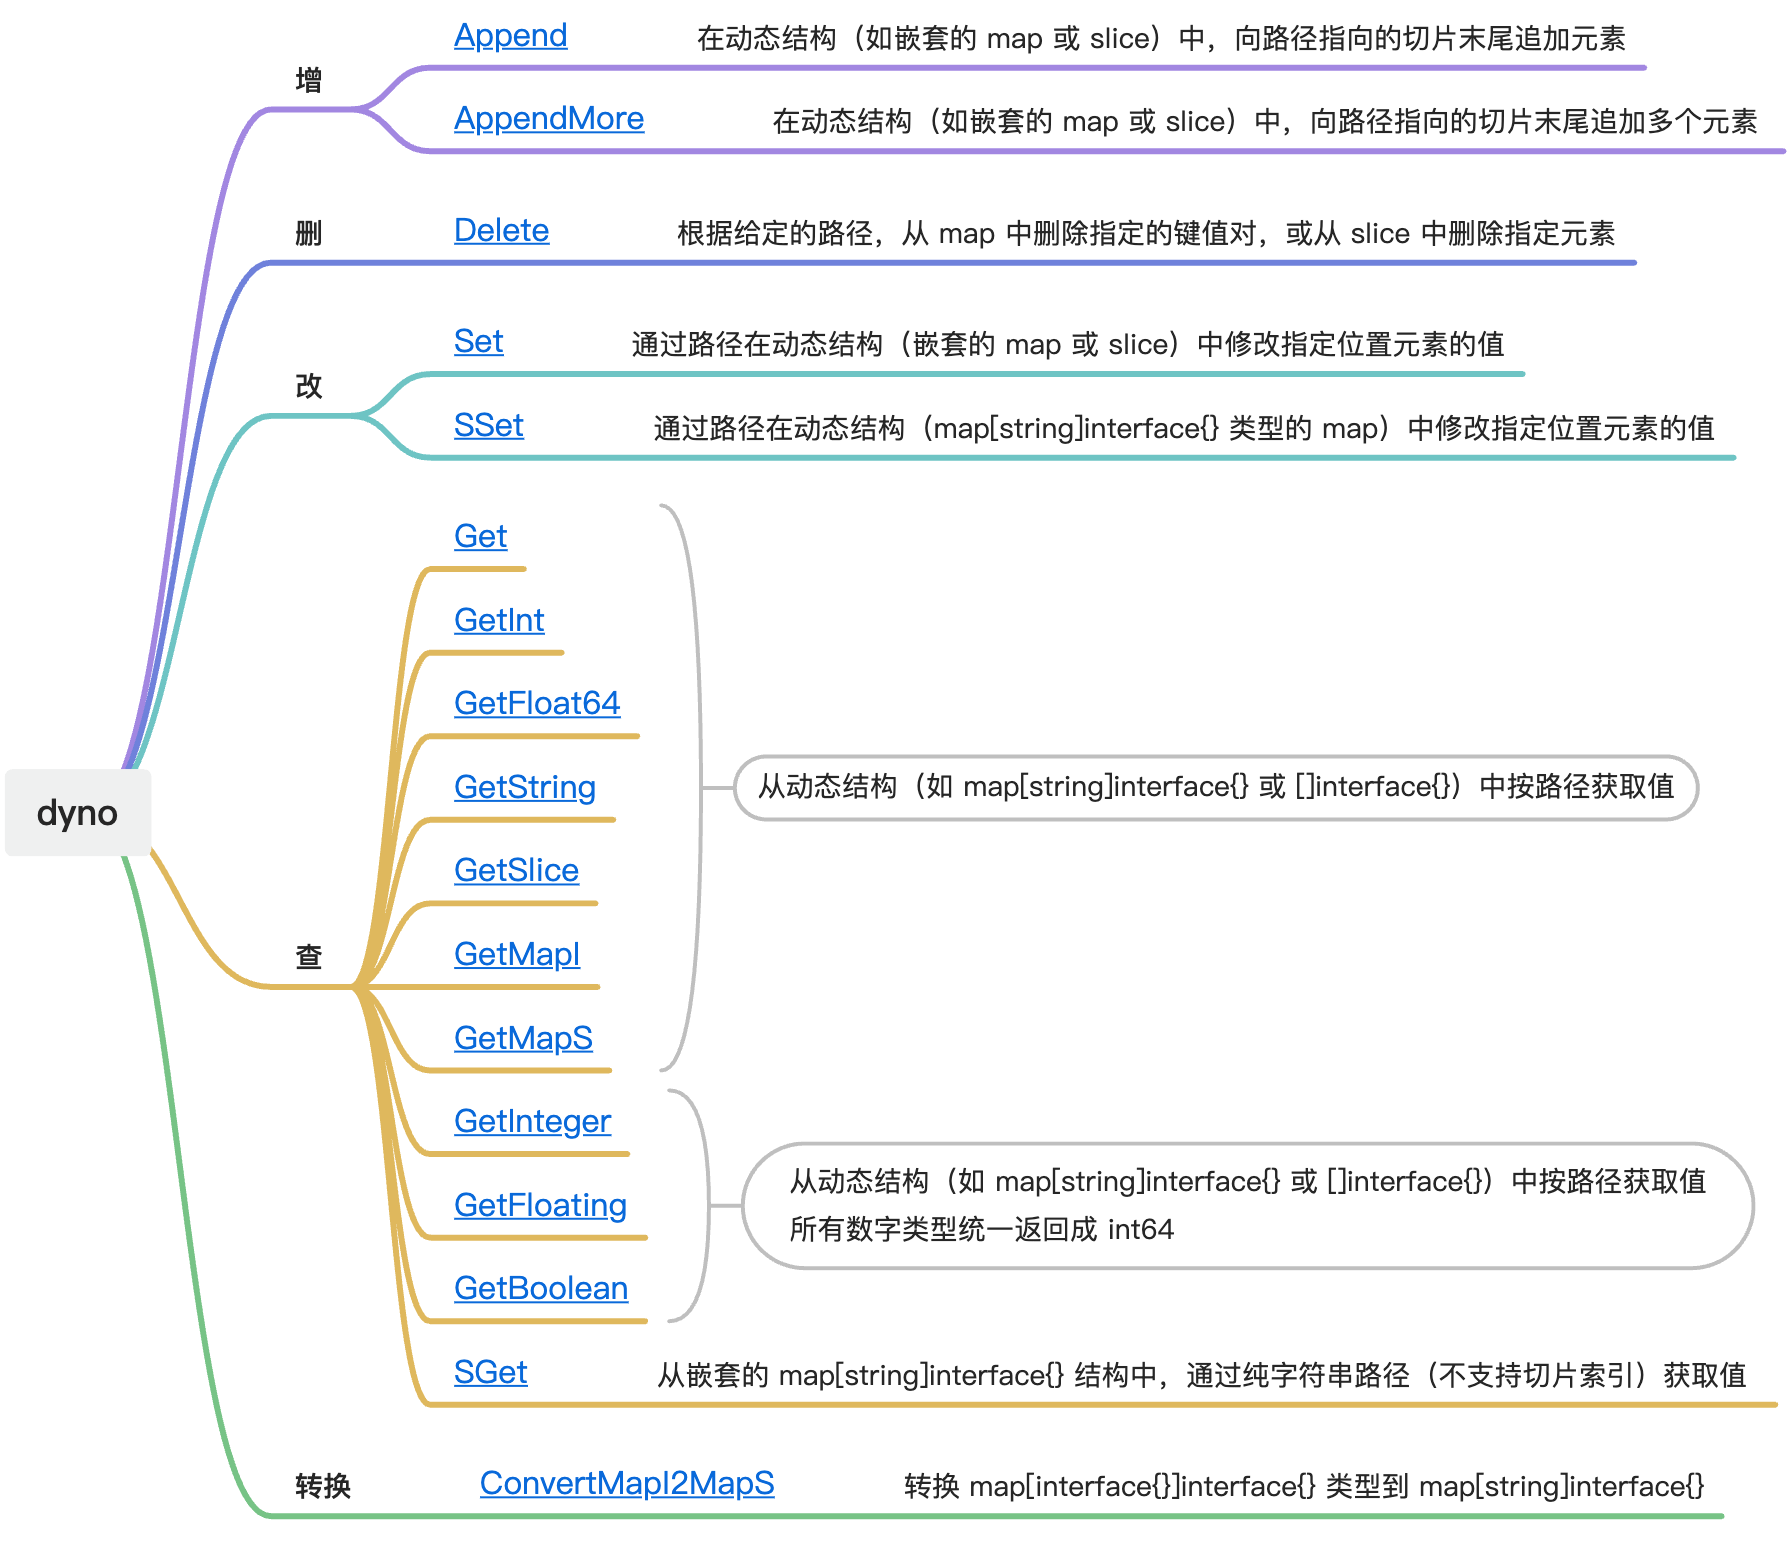 dyno
增
Append 在动态结构（如嵌套的 map 或 slice）中，向路径指向的切片末尾追加元素
AppendMore 在动态结构（如嵌套的 map 或 slice）中，向路径指向的切片末尾追加多个元素
删 Delete 根据给定的路径，从 map 中删除指定的键值对，或从 slice 中删除指定元素
改
Set 通过路径在动态结构（嵌套的 map 或 slice）中修改指定位置元素的值
SSet 通过路径在动态结构（map[string]interface{} 类型的 map）中修改指定位置元素的值
查
Get
GetInt
GetFloat64
GetString
GetSlice
GetMapI
GetMapS
从动态结构（如 map[string]interface{} 或 []interface{}）中按路径获取值
GetInteger
GetFloating
GetBoolean
从动态结构（如 map[string]interface{} 或 []interface{}）中按路径获取值
所有数字类型统一返回成 int64
SGet 从嵌套的 map[string]interface{} 结构中，通过纯字符串路径（不支持切片索引）获取值
转换 ConvertMapI2MapS 转换 map[interface{}]interface{} 类型到 map[string]interface{}